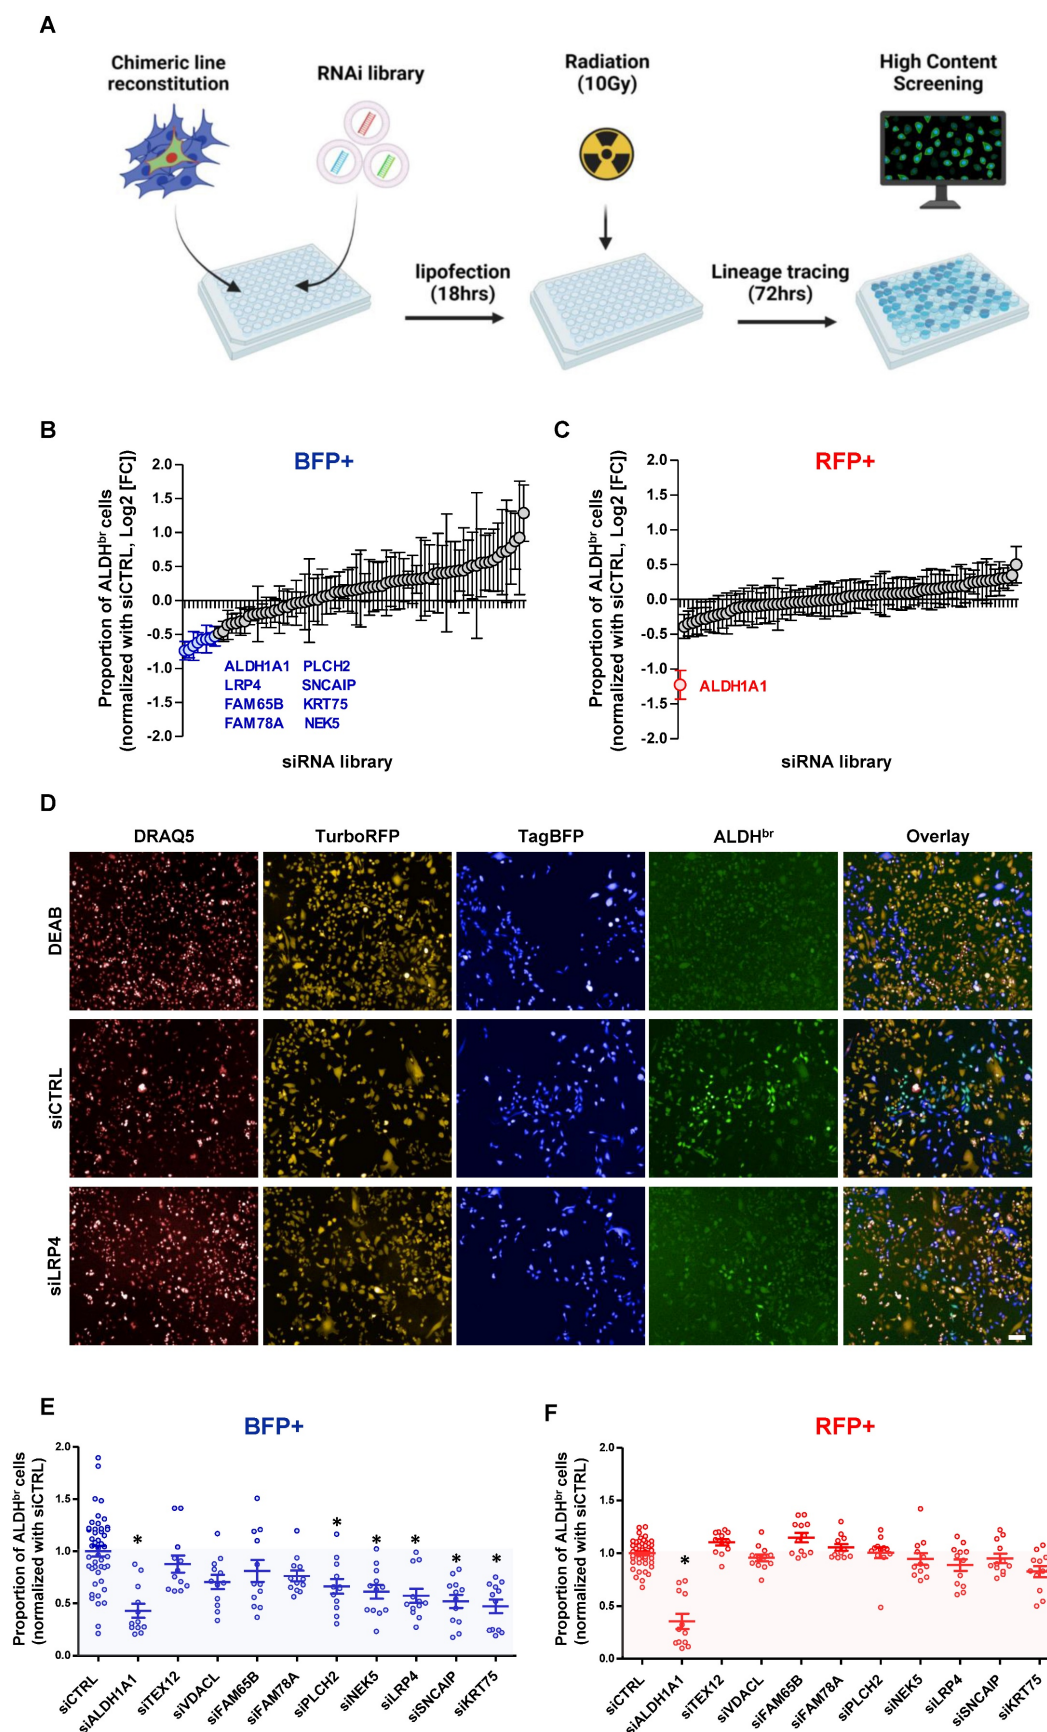 A
Chimeric line
reconstitution
RNAi library
Radiation
(10Gy)
High Content
Screening
lipofection
(18hrs)
Lineage tracing
(72hrs)
B
BFP+
Proportion of ALDHbr cells
(normalized with siCTRL, Log2 [FC])
2.0
1.5
1.0
0.5
0.0
-0.5
-1.0
-1.5
-2.0
ALDH1A1 PLCH2
LRP4 SNCAIP
FAM65B KRT75
FAM78A NEK5
siRNA library
C
RFP+
Proportion of ALDHbr cells
(normalized with siCTRL, Log2 [FC])
2.0
1.5
1.0
0.5
0.0
-0.5
-1.0
-1.5
-2.0
ALDH1A1
siRNA library
D
DRAQ5 TurboRFP TagBFP ALDHbr Overlay
DEAB
siCTRL
siLRP4
E
BFP+
Proportion of ALDHbr cells
(normalized with siCTRL)
2.0
1.5
1.0
0.5
0.0
* * * * * *
siCTRL
siALDH1A1
siTEX12
siVDACL
siFAM65B
siFAM78A
siPLCH2
siNEK5
siLRP4
siSNCAIP
siKRT75
F
RFP+
Proportion of ALDHbr cells
(normalized with siCTRL)
2.0
1.5
1.0
0.5
0.0
*
siCTRL
siALDH1A1
siTEX12
siVDACL
siFAM65B
siFAM78A
siPLCH2
siNEK5
siLRP4
siSNCAIP
siKRT75